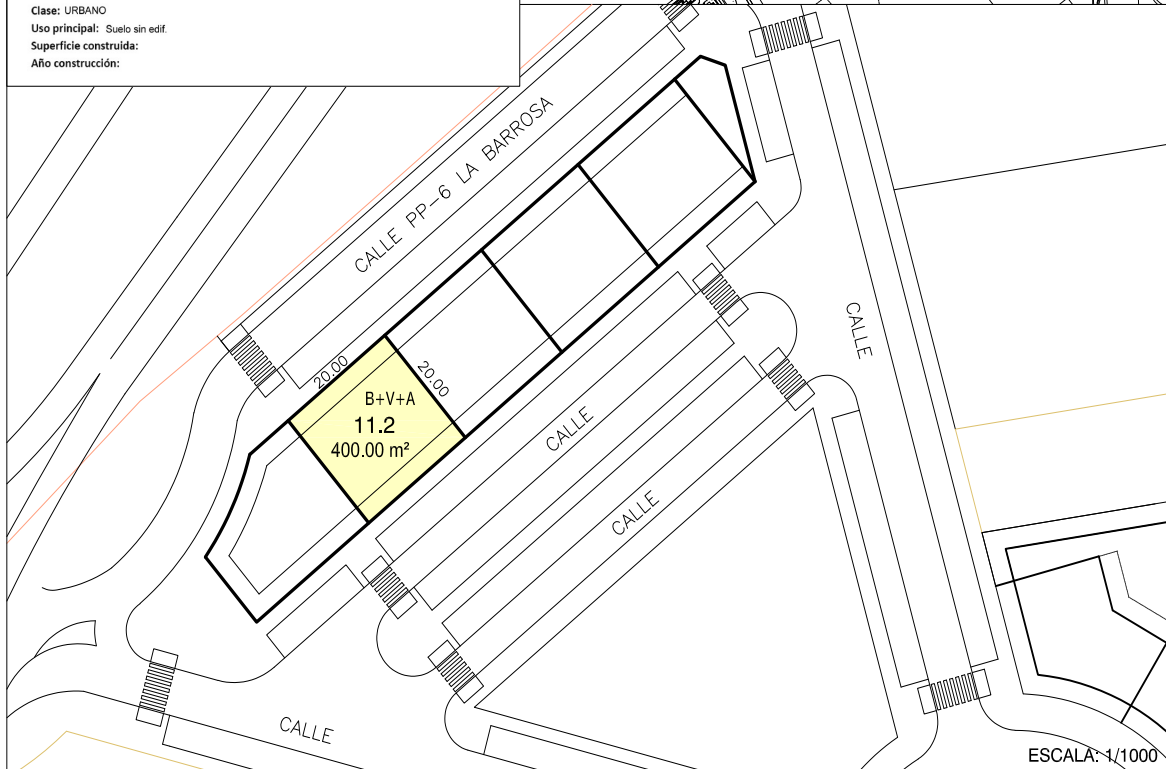 Clase: URBANO
Uso principal: Suelo sin edif.
Superficie construida:
Año construcción:
CALLE PP-6 LA BARROSA
CALLE
20.00
20.00
B+V+A
11.2
400.00 m²
CALLE
CALLE
CALLE
ESCALA: 1/1000